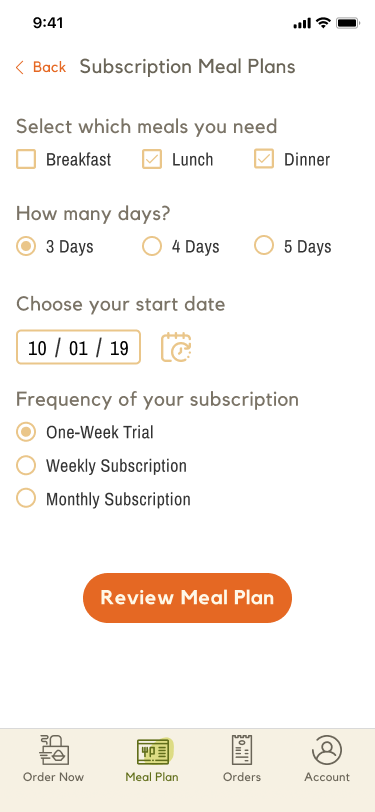 9:41
Back Subscription Meal Plans
Select which meals you need
Breakfast Lunch Dinner
How many days?
3 Days 4 Days 5 Days
Choose your start date
10 / 01 / 19
Frequency of your subscription
One-Week Trial
Weekly Subscription
Monthly Subscription
Review Meal Plan
Order Now Meal Plan Orders Account